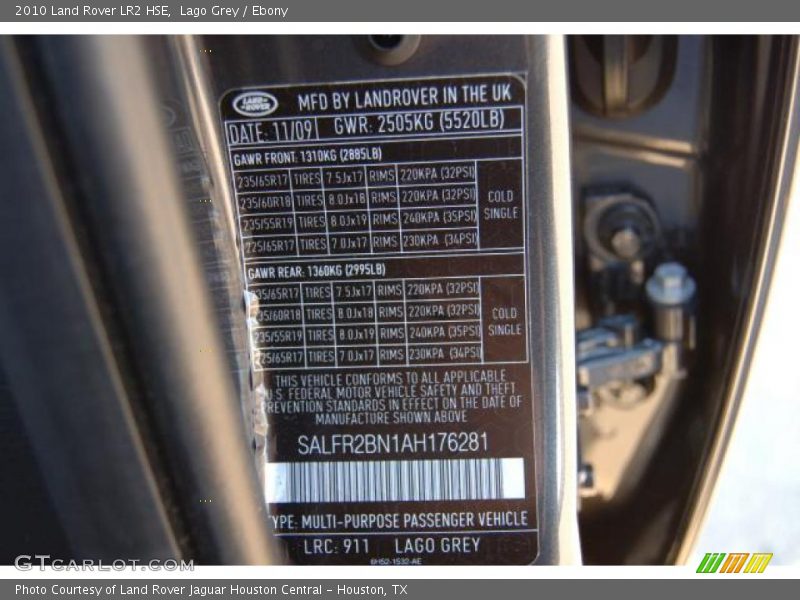 2010 Land Rover LR2 HSE,  Lago Grey / Ebony
LAND ROVER MFD BY LANDROVER IN THE UK
DATE: 11/09 GWR: 2505KG (5520LB)
GAWR FRONT: 1310KG (2885LB)
235/65R17 TIRES 7.5Jx17 RIMS 220KPA (32PSI)
235/60R18 TIRES 8.0Jx18 RIMS 220KPA (32PSI)
235/55R19 TIRES 8.0Jx19 RIMS 240KPA (35PSI)
225/65R17 TIRES 7.0Jx17 RIMS 230KPA (34PSI)
COLD
SINGLE
GAWR REAR: 1360KG (2995LB)
235/65R17 TIRES 7.5Jx17 RIMS 220KPA (32PSI)
235/60R18 TIRES 8.0Jx18 RIMS 220KPA (32PSI)
235/55R19 TIRES 8.0Jx19 RIMS 240KPA (35PSI)
225/65R17 TIRES 7.0Jx17 RIMS 230KPA (34PSI)
COLD
SINGLE
THIS VEHICLE CONFORMS TO ALL APPLICABLE
U.S. FEDERAL MOTOR VEHICLE SAFETY AND THEFT
PREVENTION STANDARDS IN EFFECT ON THE DATE OF
MANUFACTURE SHOWN ABOVE
SALFR2BN1AH176281
TYPE: MULTI-PURPOSE PASSENGER VEHICLE
LRC: 911 LAGO GREY
6H52-1532-AE
GTCarLot.com
Photo Courtesy of Land Rover Jaguar Houston Central - Houston, TX